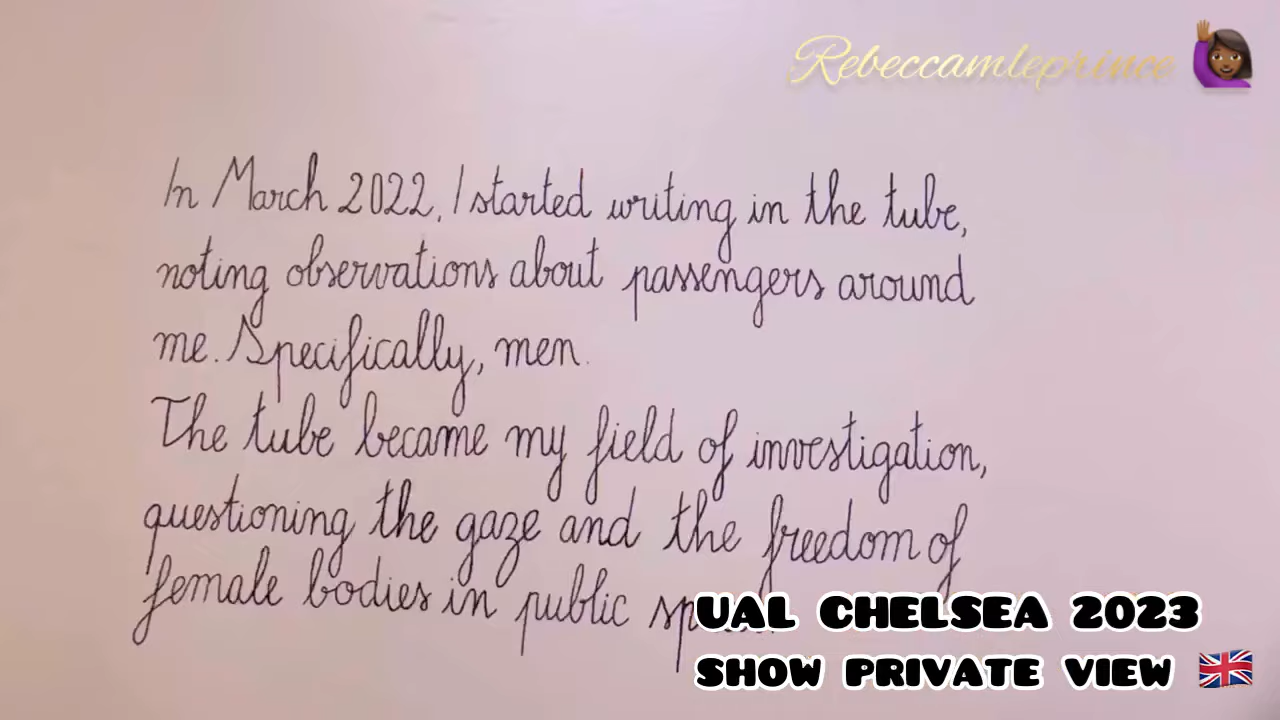 Rebeccamleprince
In March 2022, I started writing in the tube,
noting observations about passengers around
me. Specifically, men.
The tube became my field of investigation,
questioning the gaze and the freedom of
female bodies in public
UAL CHELSEA 2023
SHOW PRIVATE VIEW